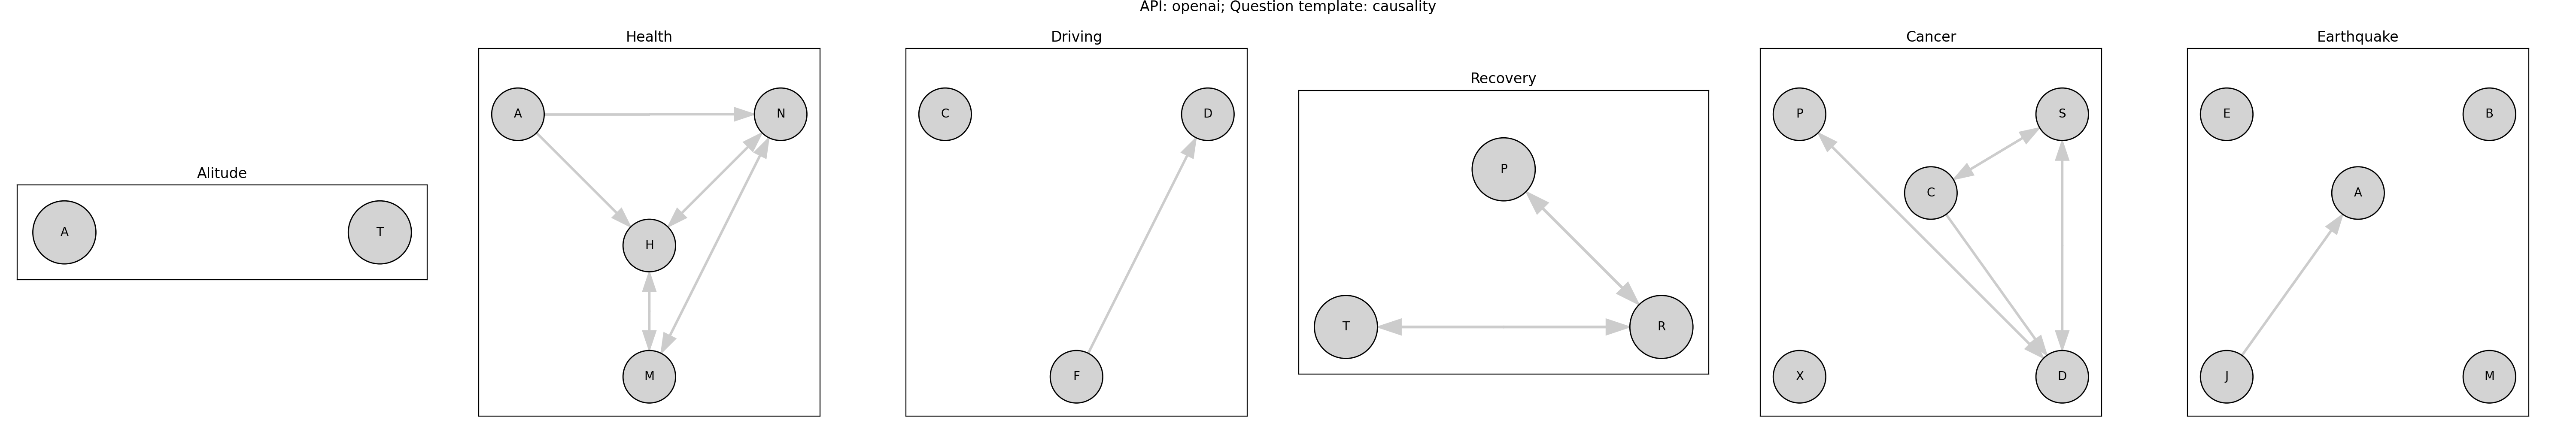 API: openai; Question template: causality
Alitude
A
T
Health
A
N
H
M
Driving
C
D
F
Recovery
P
T
R
Cancer
P
S
C
X
D
Earthquake
E
B
A
J
M